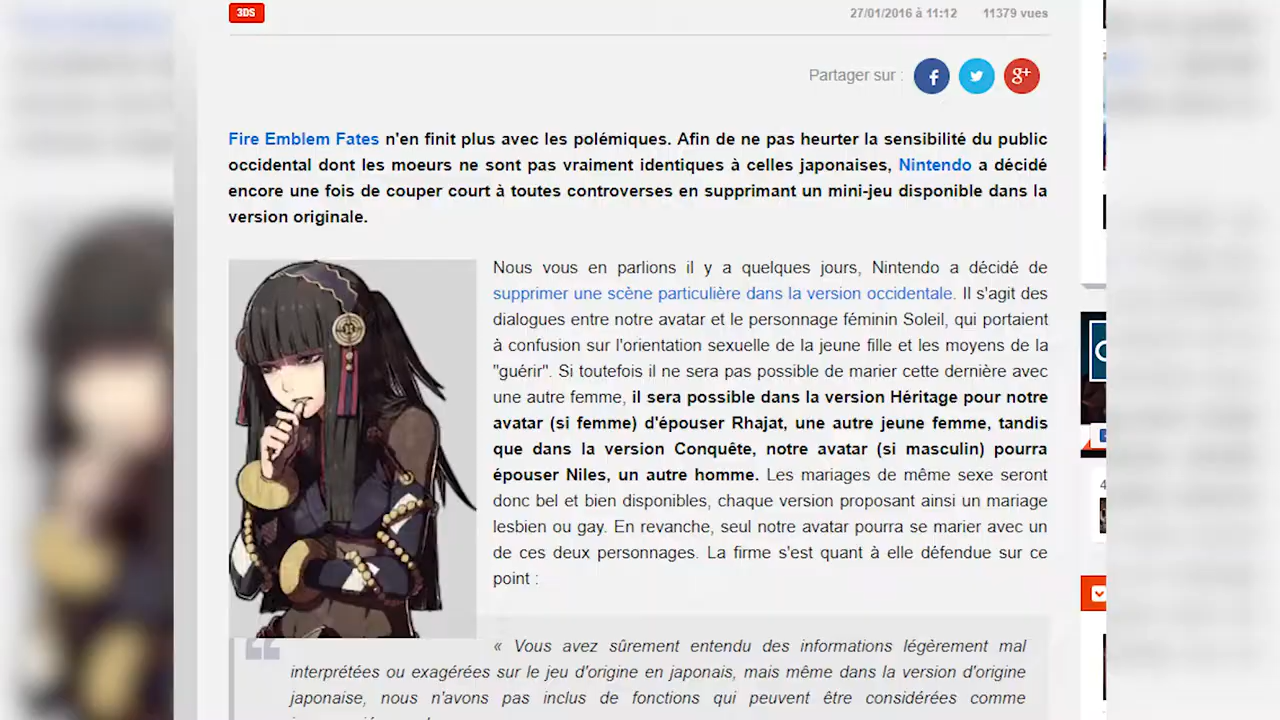 3DS
27/01/2016 à 11:12 11379 vues
Partager sur :
Fire Emblem Fates n'en finit plus avec les polémiques. Afin de ne pas heurter la sensibilité du public
occidental dont les moeurs ne sont pas vraiment identiques à celles japonaises, Nintendo a décidé
encore une fois de couper court à toutes controverses en supprimant un mini-jeu disponible dans la
version originale.
Nous vous en parlions il y a quelques jours, Nintendo a décidé de
supprimer une scène particulière dans la version occidentale. Il s'agit des
dialogues entre notre avatar et le personnage féminin Soleil, qui portaient
à confusion sur l'orientation sexuelle de la jeune fille et les moyens de la
"guérir". Si toutefois il ne sera pas possible de marier cette dernière avec
une autre femme, il sera possible dans la version Héritage pour notre
avatar (si femme) d'épouser Rhajat, une autre jeune femme, tandis
que dans la version Conquête, notre avatar (si masculin) pourra
épouser Niles, un autre homme. Les mariages de même sexe seront
donc bel et bien disponibles, chaque version proposant ainsi un mariage
lesbien ou gay. En revanche, seul notre avatar pourra se marier avec un
de ces deux personnages. La firme s'est quant à elle défendue sur ce
point :
« Vous avez sûrement entendu des informations légèrement mal
interprétées ou exagérées sur le jeu d'origine en japonais, mais même dans la version d'origine
japonaise, nous n'avons pas inclus de fonctions qui peuvent être considérées comme